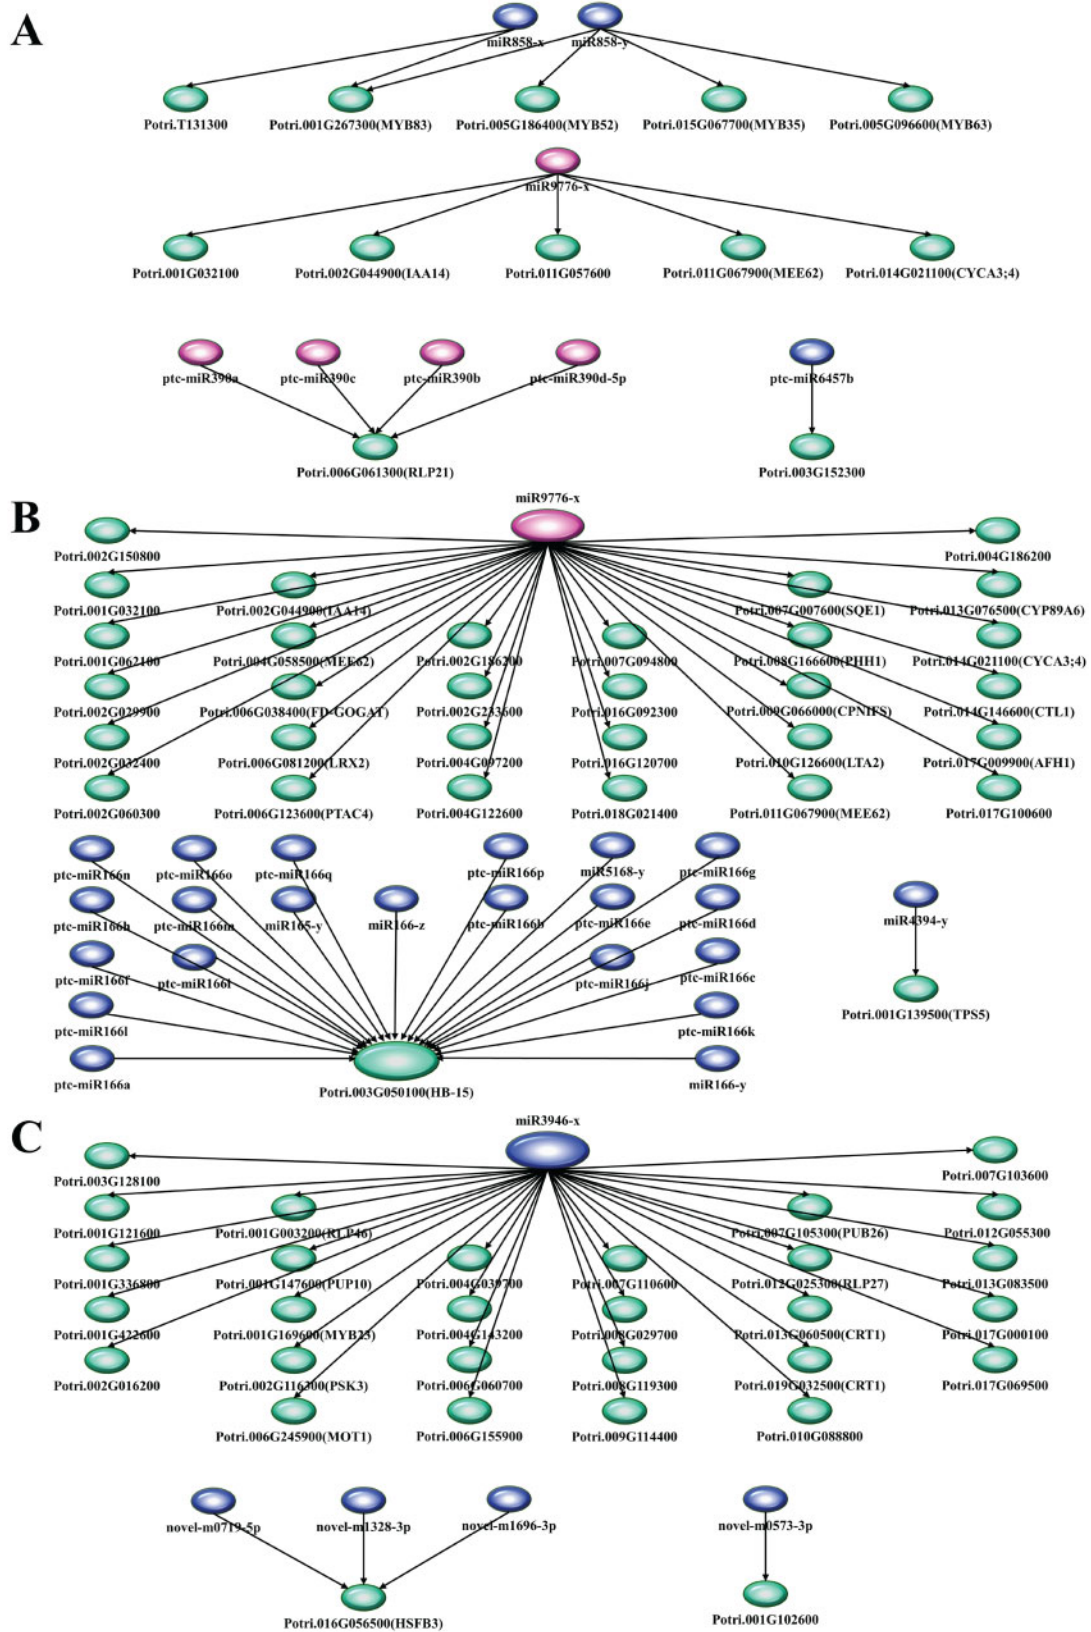 A
miR858-x miR858-y
Potri.T131300 Potri.001G267300(MYB83) Potri.005G186400(MYB52) Potri.015G067700(MYB35) Potri.005G096600(MYB63)
miR9776-x
Potri.001G032100 Potri.002G044900(IAA14) Potri.011G057600 Potri.011G067900(MEE62) Potri.014G021100(CYCA3;4)
ptc-miR390a ptc-miR390c ptc-miR390b ptc-miR390d-5p ptc-miR6457b
Potri.006G061300(RLP21) Potri.003G152300
B
miR9776-x
Potri.002G150800 Potri.004G186200
Potri.001G032100 Potri.002G044900(IAA14) Potri.007G007600(SQE1) Potri.013G076500(CYP89A6)
Potri.001G062100 Potri.004G058500(MEE62) Potri.002G186200 Potri.007G094800 Potri.008G166600(PHH1) Potri.014G021100(CYCA3;4)
Potri.002G029900 Potri.006G038400(FD-GOGAT) Potri.002G233600 Potri.016G092300 Potri.009G066000(CPNIFS) Potri.014G146600(CTL1)
Potri.002G032400 Potri.006G081200(LRX2) Potri.004G097200 Potri.016G120700 Potri.010G126600(LTA2) Potri.017G009900(AFH1)
Potri.002G060300 Potri.006G123600(PTAC4) Potri.004G122600 Potri.018G021400 Potri.011G067900(MEE62) Potri.017G100600
ptc-miR166n ptc-miR166o ptc-miR166q ptc-miR166p miR5168-y ptc-miR166g
ptc-miR166h ptc-miR166m miR165-y miR166-z ptc-miR166b ptc-miR166e ptc-miR166d miR4394-y
ptc-miR166f ptc-miR166i ptc-miR166j ptc-miR166c
Potri.001G139500(TPS5)
ptc-miR166l ptc-miR166k
ptc-miR166a Potri.003G050100(HB-15) miR166-y
C
miR3946-x
Potri.003G128100 Potri.007G103600
Potri.001G121600 Potri.001G003200(RLP46) Potri.007G105300(PUB26) Potri.012G055300
Potri.001G336800 Potri.001G147600(PUP10) Potri.004G039700 Potri.007G110600 Potri.012G025300(RLP27) Potri.013G083500
Potri.001G422600 Potri.001G169600(MYB23) Potri.004G143200 Potri.008G029700 Potri.013G060500(CRT1) Potri.017G000100
Potri.002G016200 Potri.002G116300(PSK3) Potri.006G060700 Potri.008G119300 Potri.019G032500(CRT1) Potri.017G069500
Potri.006G245900(MOT1) Potri.006G155900 Potri.009G114400 Potri.010G088800
novel-m0719-5p novel-m1328-3p novel-m1696-3p novel-m0573-3p
Potri.016G056500(HSFB3) Potri.001G102600